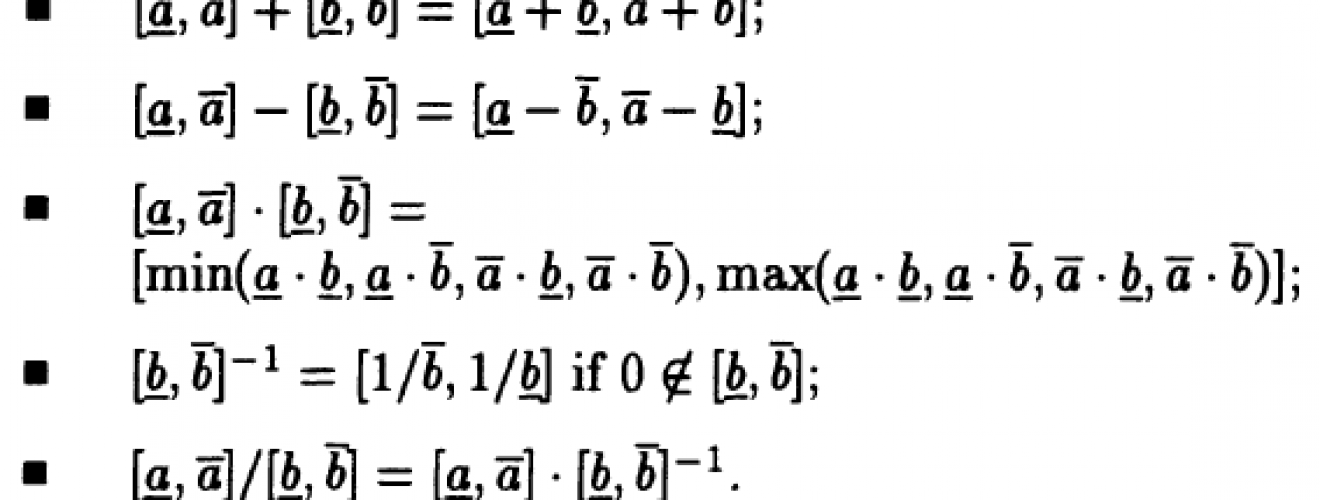 ▪ [a̲, a̅] + [b̲, b̅] = [a̲ + b̲, a̅ + b̅];
▪ [a̲, a̅] − [b̲, b̅] = [a̲ − b̅, a̅ − b̲];
▪ [a̲, a̅] · [b̲, b̅] =
[min(a̲ · b̲, a̲ · b̅, a̅ · b̲, a̅ · b̅), max(a̲ · b̲, a̲ · b̅, a̅ · b̲, a̅ · b̅)];
▪ [b̲, b̅]⁻¹ = [1/b̅, 1/b̲] if 0 ∉ [b̲, b̅];
▪ [a̲, a̅]/[b̲, b̅] = [a̲, a̅] · [b̲, b̅]⁻¹.